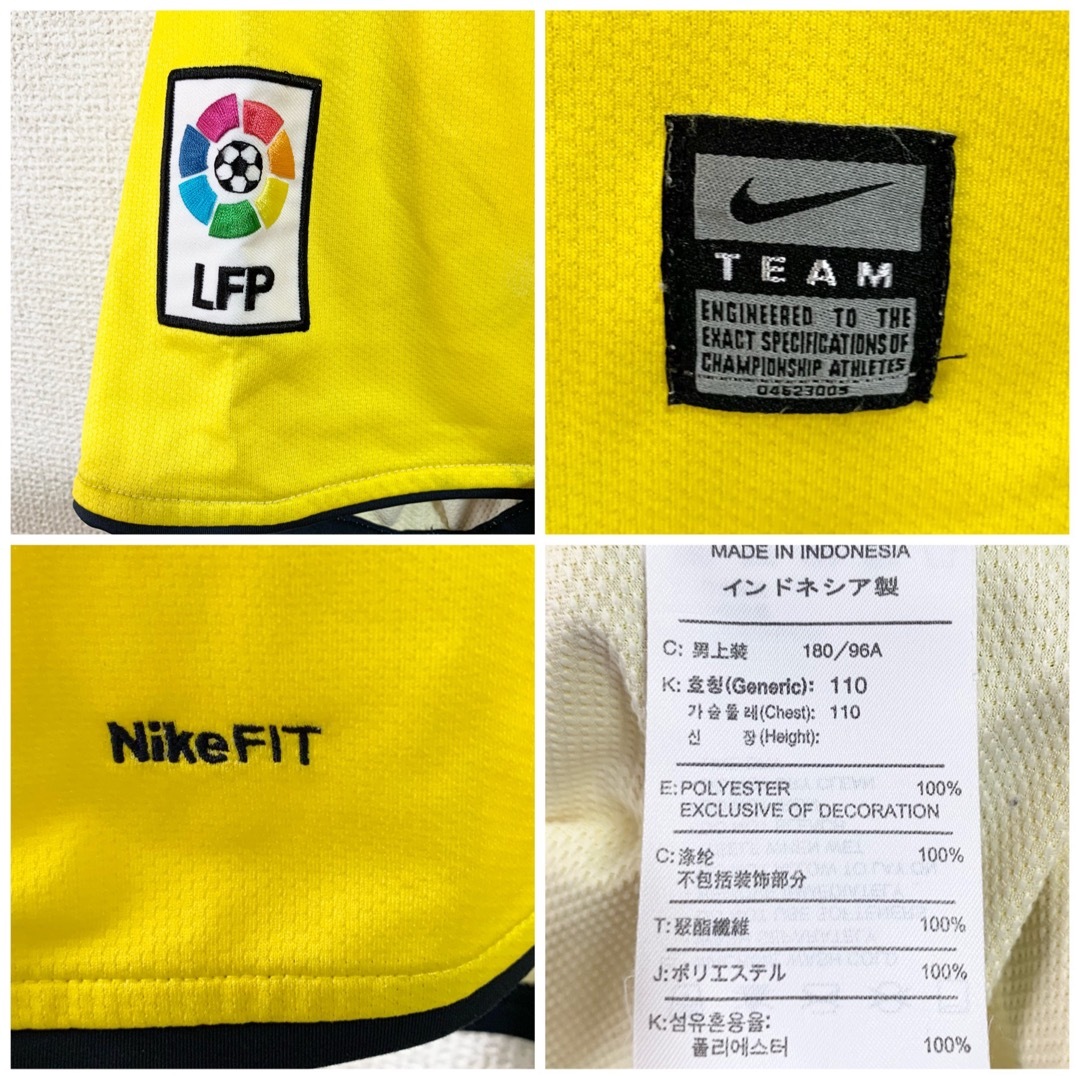 LFP
TEAM
ENGINEERED TO THE
EXACT SPECIFICATIONS OF
CHAMPIONSHIP ATHLETES
04623005
NikeFIT
MADE IN INDONESIA
インドネシア製
C: 男上装 180/96A
K: 호칭(Generic): 110
가슴둘레(Chest): 110
신 장(Height):
E: POLYESTER 100%
EXCLUSIVE OF DECORATION
C: 涤纶 100%
不包括装饰部分
T: 聚酯纖維 100%
J: ポリエステル 100%
K: 섬유혼용율:
폴리에스터 100%